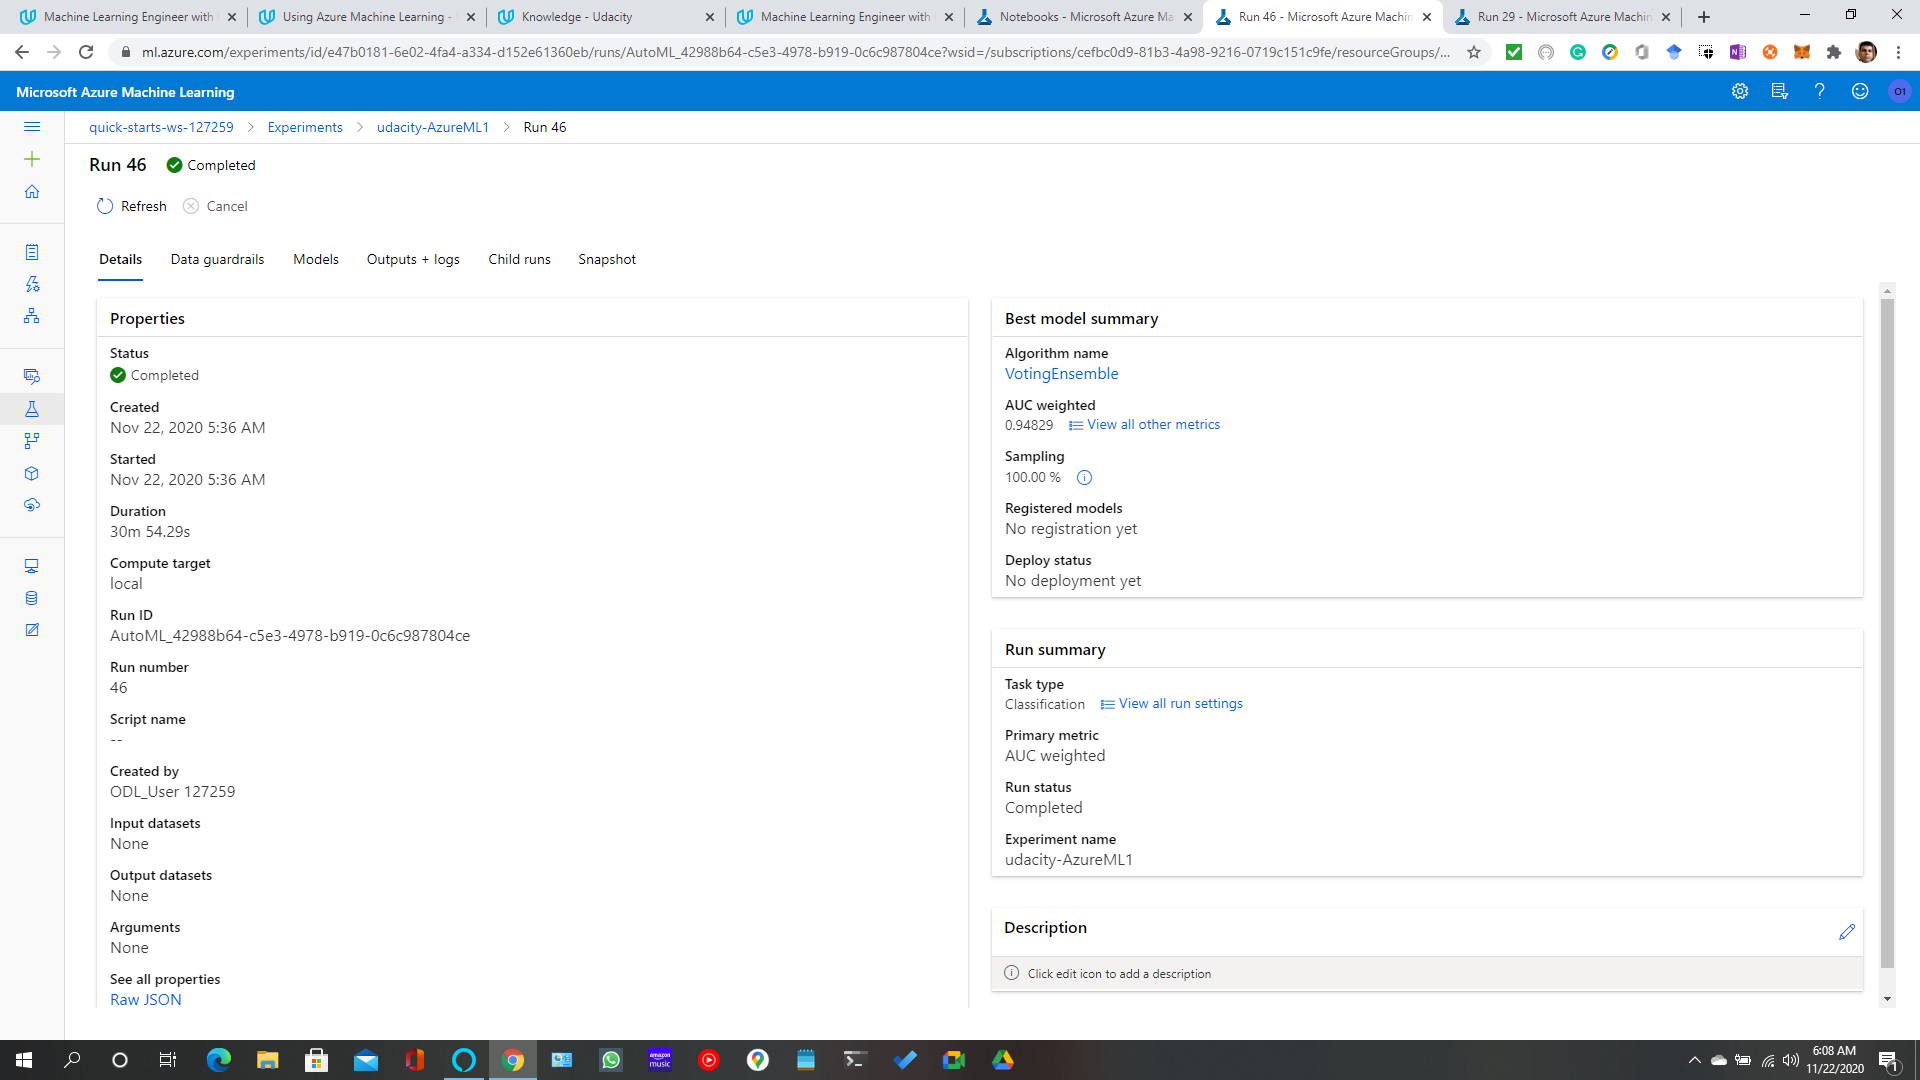 Machine Learning Engineer with
Using Azure Machine Learning -
Knowledge - Udacity
Machine Learning Engineer with
Notebooks - Microsoft Azure Ma
Run 46 - Microsoft Azure Machin
Run 29 - Microsoft Azure Machin
ml.azure.com/experiments/id/e47b0181-6e02-4fa4-a334-d152e61360eb/runs/AutoML_42988b64-c5e3-4978-b919-0c6c987804ce?wsid=/subscriptions/cefbc0d9-81b3-4a98-9216-0719c151c9fe/resourceGroups/...
Microsoft Azure Machine Learning
O1
quick-starts-ws-127259 > Experiments > udacity-AzureML1 > Run 46
Run 46 Completed
Refresh Cancel
Details Data guardrails Models Outputs + logs Child runs Snapshot
Properties
Status
Completed
Created
Nov 22, 2020 5:36 AM
Started
Nov 22, 2020 5:36 AM
Duration
30m 54.29s
Compute target
local
Run ID
AutoML_42988b64-c5e3-4978-b919-0c6c987804ce
Run number
46
Script name
--
Created by
ODL_User 127259
Input datasets
None
Output datasets
None
Arguments
None
See all properties
Raw JSON
Best model summary
Algorithm name
VotingEnsemble
AUC weighted
0.94829 View all other metrics
Sampling
100.00 %
Registered models
No registration yet
Deploy status
No deployment yet
Run summary
Task type
Classification View all run settings
Primary metric
AUC weighted
Run status
Completed
Experiment name
udacity-AzureML1
Description
Click edit icon to add a description
amazon music
6:08 AM
11/22/2020
1